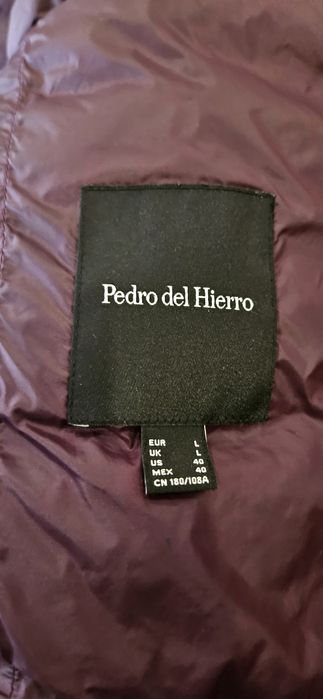 Pedro del Hierro
EUR L
UK L
US 40
MEX 40
CN 180/108A